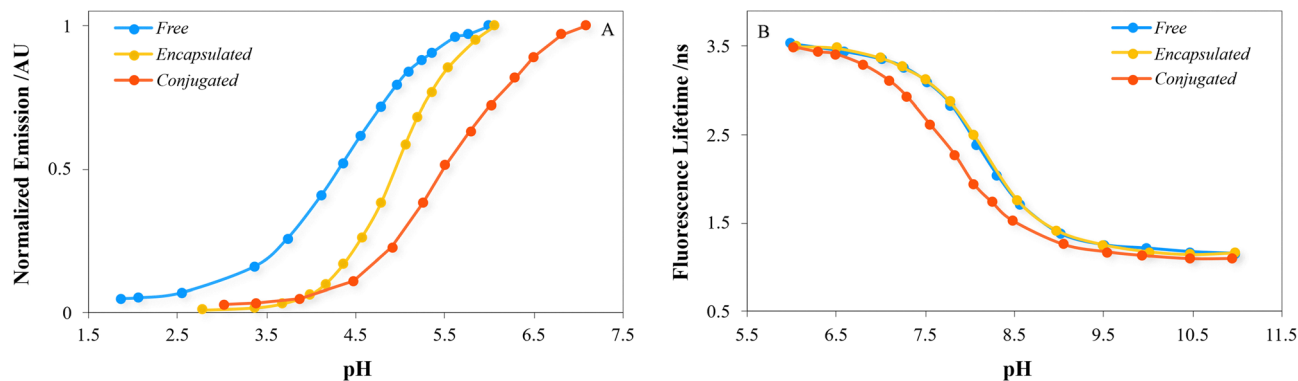 A
Free
Encapsulated
Conjugated
Normalized Emission /AU
1
0.5
0
1.5 2.5 3.5 4.5 5.5 6.5 7.5
pH
B
Free
Encapsulated
Conjugated
Fluorescence Lifetime /ns
3.5
2.5
1.5
0.5
5.5 6.5 7.5 8.5 9.5 10.5 11.5
pH